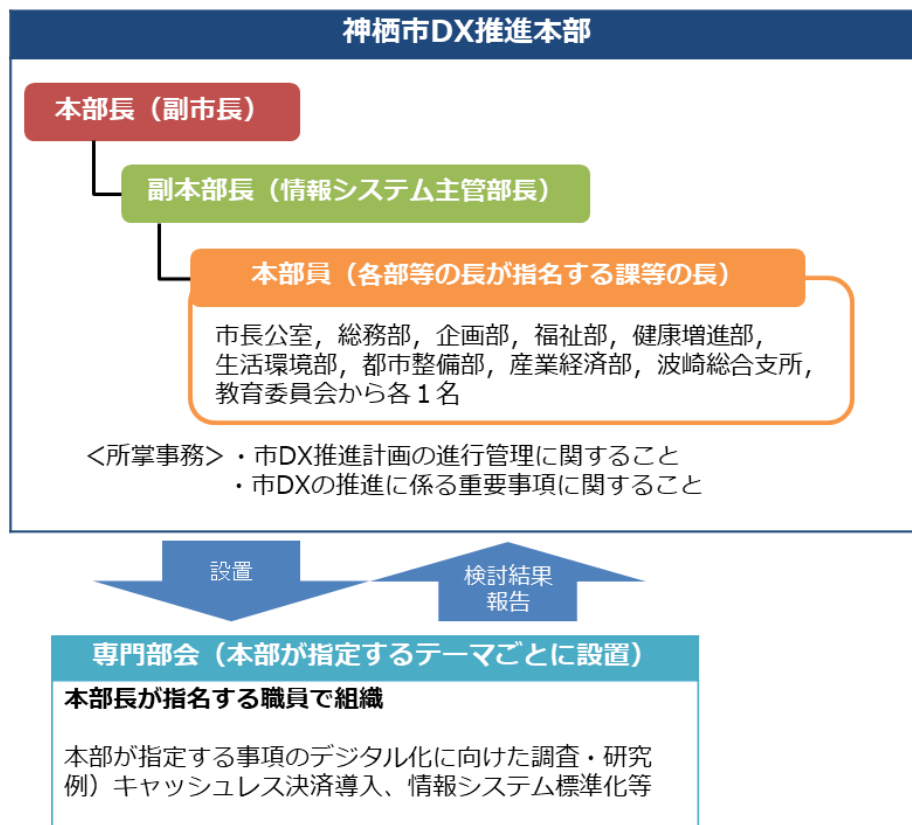 神栖市DX推進本部
本部長（副市長）
副本部長（情報システム主管部長）
本部員（各部等の長が指名する課等の長）
市長公室，総務部，企画部，福祉部，健康増進部，
生活環境部，都市整備部，産業経済部，波崎総合支所，
教育委員会から各１名
＜所掌事務＞・市DX推進計画の進行管理に関すること
・市DXの推進に係る重要事項に関すること
設置
検討結果
報告
専門部会（本部が指定するテーマごとに設置）
本部長が指名する職員で組織
本部が指定する事項のデジタル化に向けた調査・研究
例）キャッシュレス決済導入、情報システム標準化等